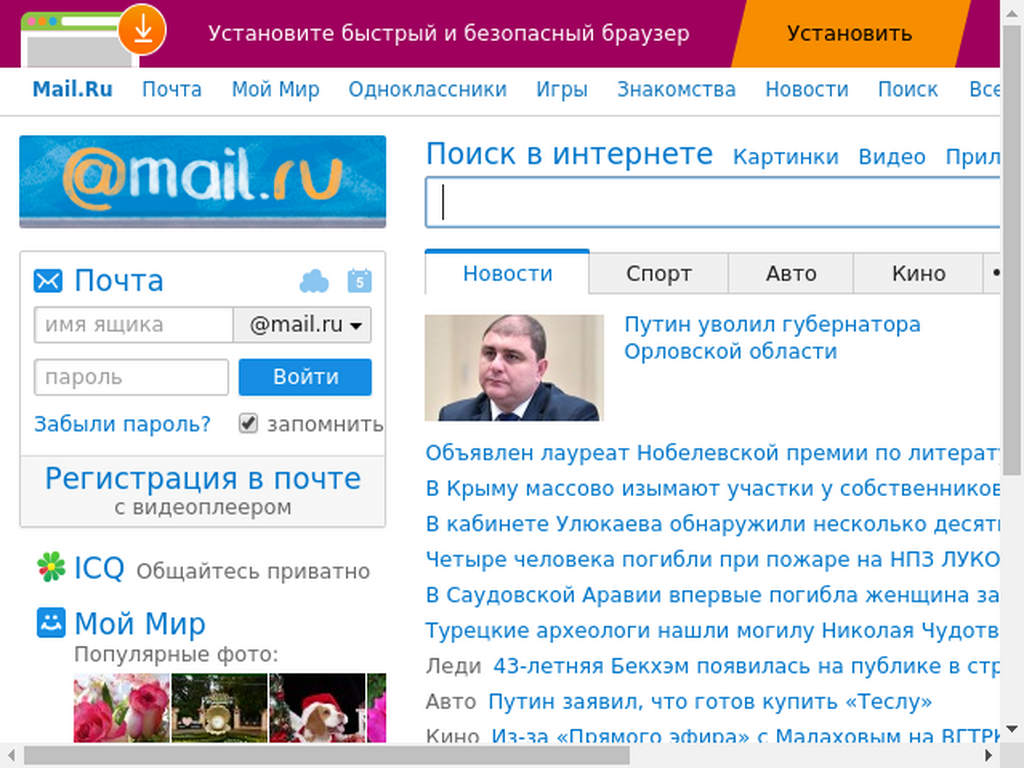 Установите быстрый и безопасный браузер
Установить
Mail.Ru Почта Мой Мир Одноклассники Игры Знакомства Новости Поиск Все
@mail.ru
Поиск в интернете Картинки Видео Прил
Почта
5
имя ящика @mail.ru
пароль Войти
Забыли пароль? запомнить
Регистрация в почте
с видеоплеером
ICQ Общайтесь приватно
Мой Мир
Популярные фото:
Новости Спорт Авто Кино
Путин уволил губернатора
Орловской области
Объявлен лауреат Нобелевской премии по литерат
В Крыму массово изымают участки у собственников
В кабинете Улюкаева обнаружили несколько десят
Четыре человека погибли при пожаре на НПЗ ЛУКО
В Саудовской Аравии впервые погибла женщина за
Турецкие археологи нашли могилу Николая Чудотв
Леди 43-летняя Бекхэм появилась на публике в стр
Авто Путин заявил, что готов купить «Теслу»
Кино Из-за «Прямого эфира» с Малаховым на ВГТРК